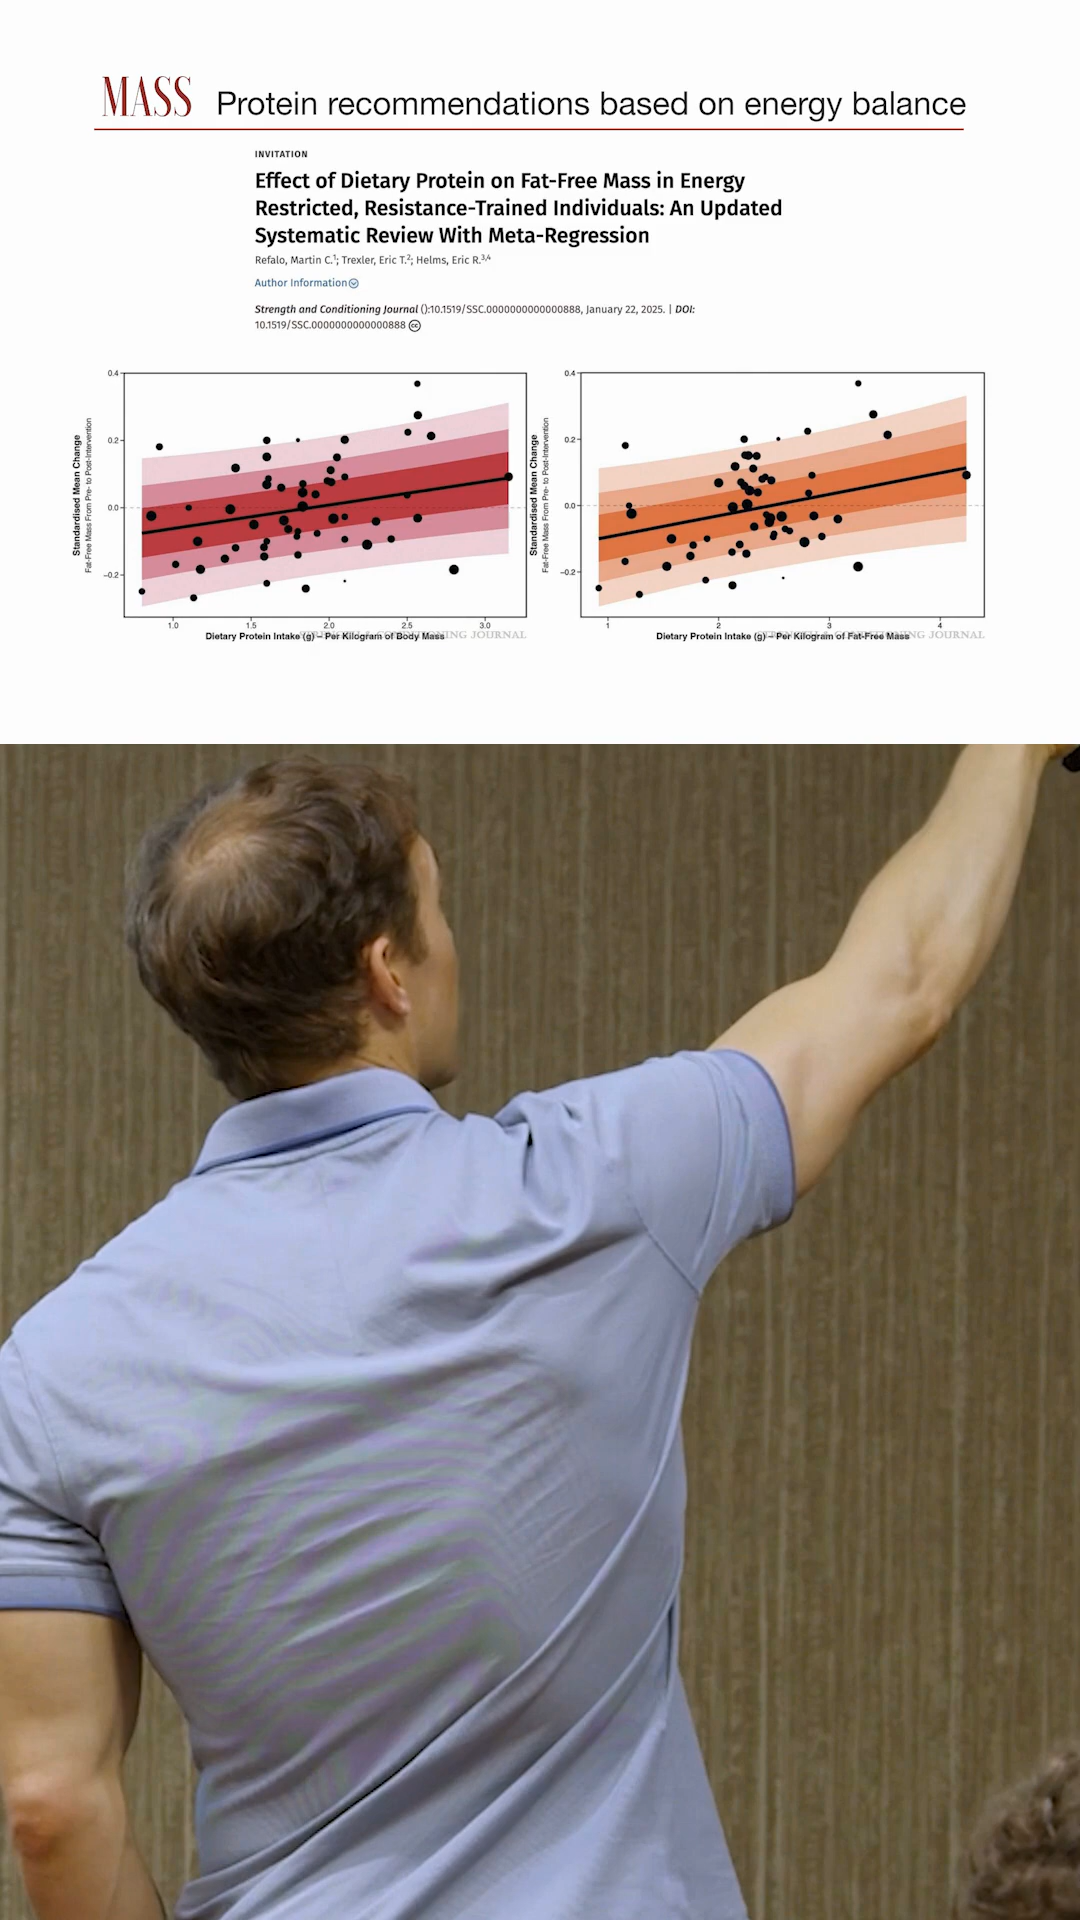 MASS Protein recommendations based on energy balance
INVITATION
Effect of Dietary Protein on Fat-Free Mass in Energy
Restricted, Resistance-Trained Individuals: An Updated
Systematic Review With Meta-Regression
Refalo, Martin C.1; Trexler, Eric T.2; Helms, Eric R.3,4
Author Information
Strength and Conditioning Journal ():10.1519/SSC.0000000000000888, January 22, 2025. | DOI:
10.1519/SSC.0000000000000888
Standardised Mean Change
Fat-Free Mass From Pre- to Post-Intervention
0.4
0.2
0.0
−0.2
1.0 1.5 2.0 2.5 3.0
Dietary Protein Intake (g) – Per Kilogram of Body Mass
Standardised Mean Change
Fat-Free Mass From Pre- to Post-Intervention
0.4
0.2
0.0
−0.2
1 2 3 4
Dietary Protein Intake (g) – Per Kilogram of Fat-Free Mass